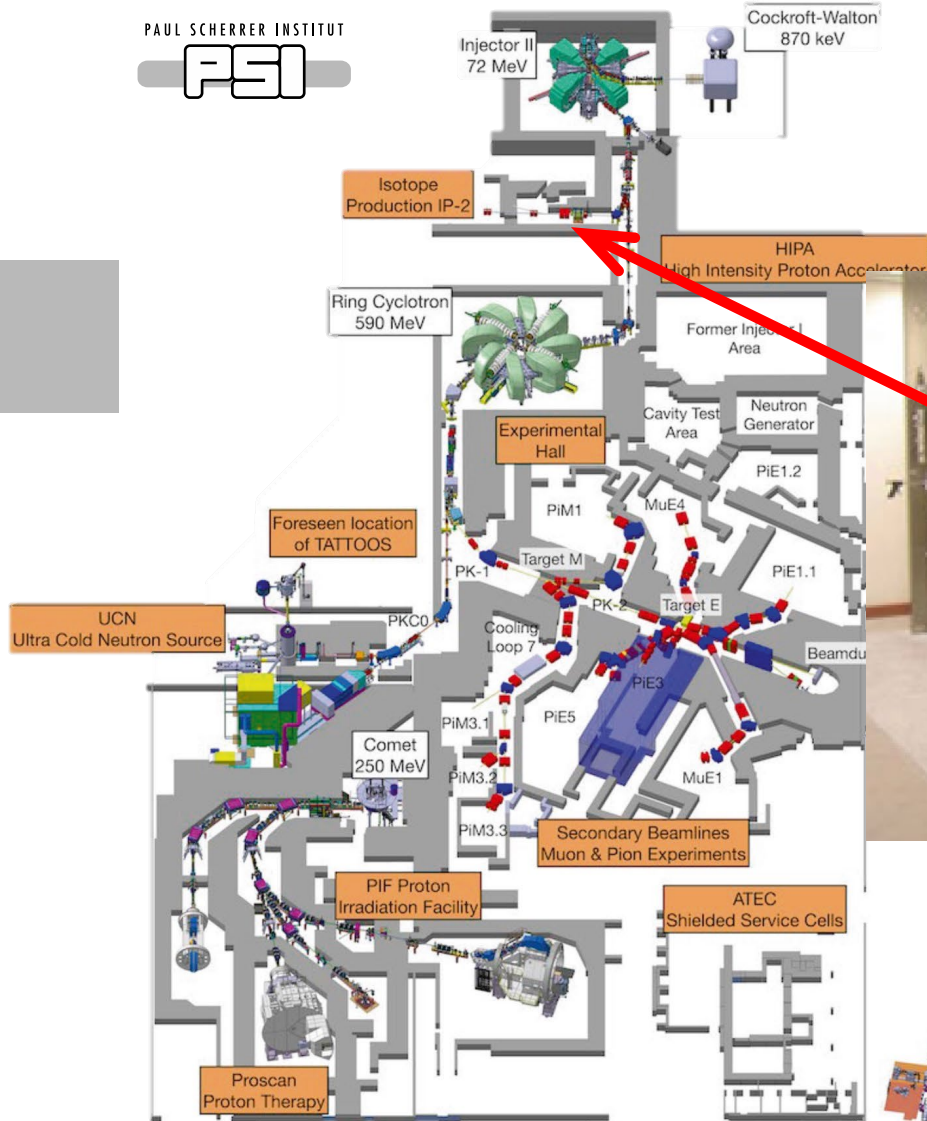 PAUL SCHERRER INSTITUT
PSI
Cockroft-Walton
870 keV
Injector II
72 MeV
Isotope
Production IP-2
HIPA
High Intensity Proton Accelerator
Ring Cyclotron
590 MeV
Former Injector I
Area
Cavity Test
Area
Neutron
Generator
Experimental
Hall
PiE1.2
PiM1
MuE4
Foreseen location
of TATTOOS
Target M
PK-1
PiE1.1
PK-2
Target E
UCN
Ultra Cold Neutron Source
PKC0
Cooling
Loop 7
Beamdu
PiE3
PiM3.1
PiE5
Comet
250 MeV
PiM3.2
MuE1
PiM3.3
Secondary Beamlines
Muon & Pion Experiments
PIF Proton
Irradiation Facility
ATEC
Shielded Service Cells
Proscan
Proton Therapy